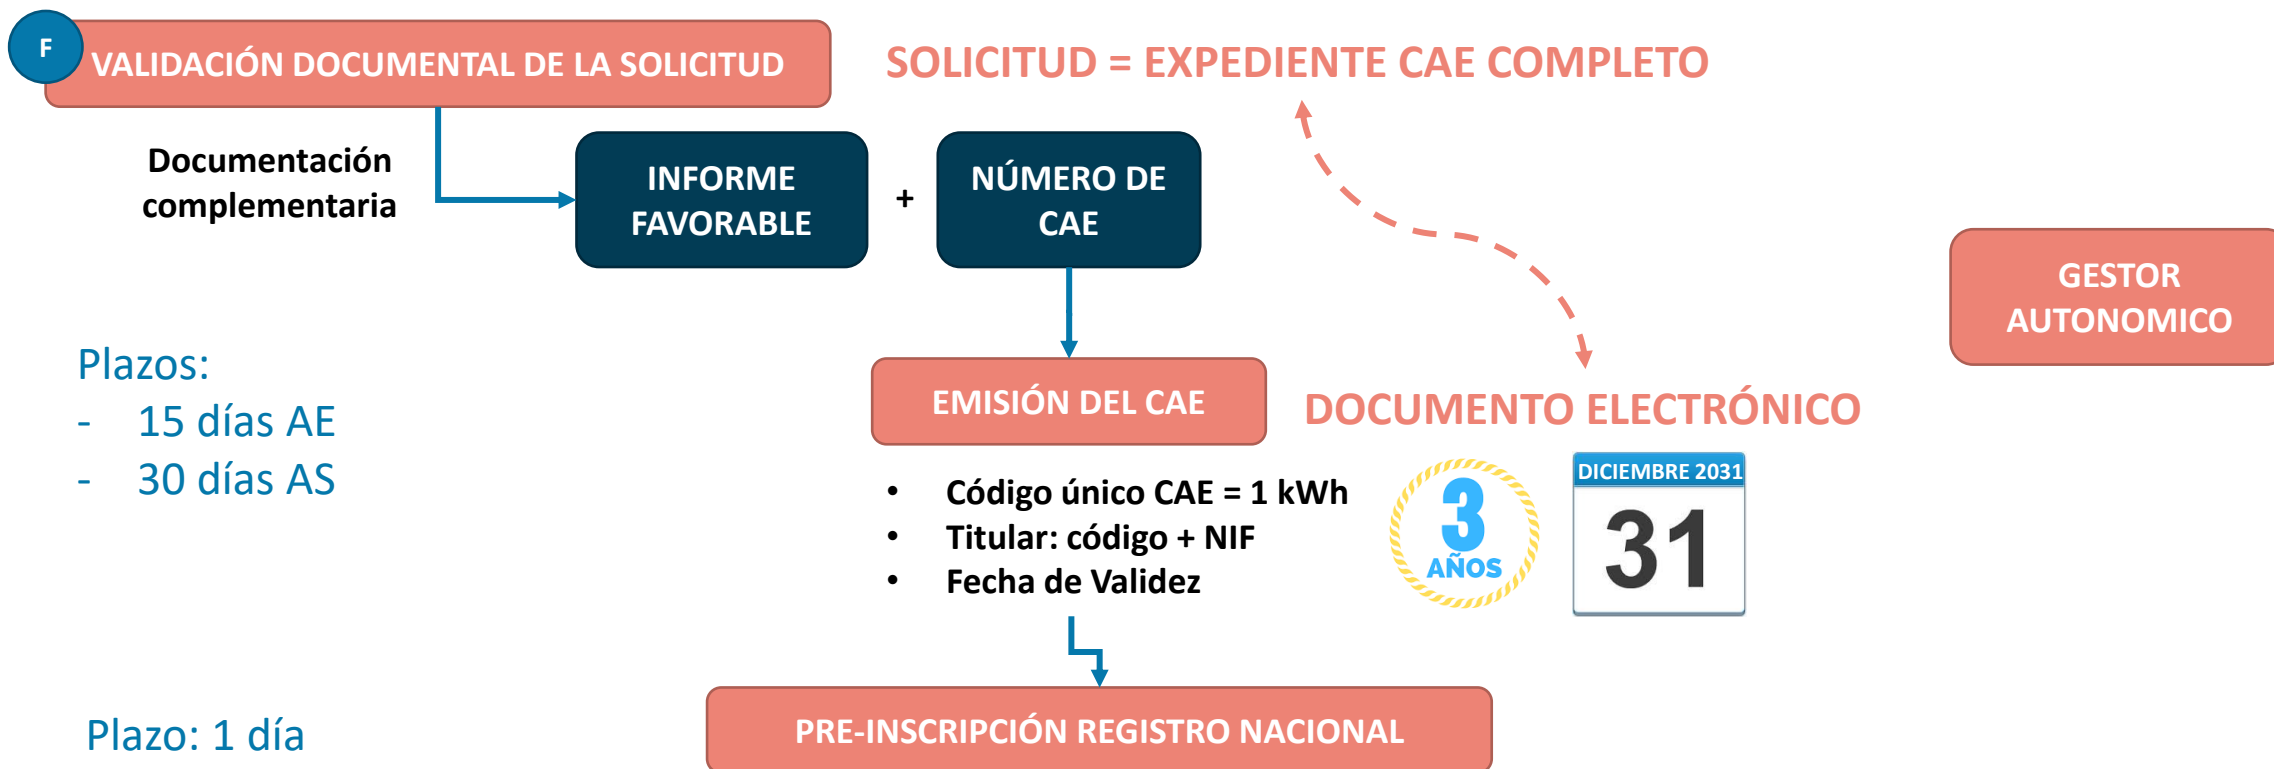 F
VALIDACIÓN DOCUMENTAL DE LA SOLICITUD
SOLICITUD = EXPEDIENTE CAE COMPLETO
Documentación
complementaria
INFORME
FAVORABLE
+
NÚMERO DE
CAE
GESTOR
AUTONOMICO
Plazos:
- 15 días AE
- 30 días AS
EMISIÓN DEL CAE
DOCUMENTO ELECTRÓNICO
• Código único CAE = 1 kWh
• Titular: código + NIF
• Fecha de Validez
3
AÑOS
DICIEMBRE 2031
31
Plazo: 1 día
PRE-INSCRIPCIÓN REGISTRO NACIONAL